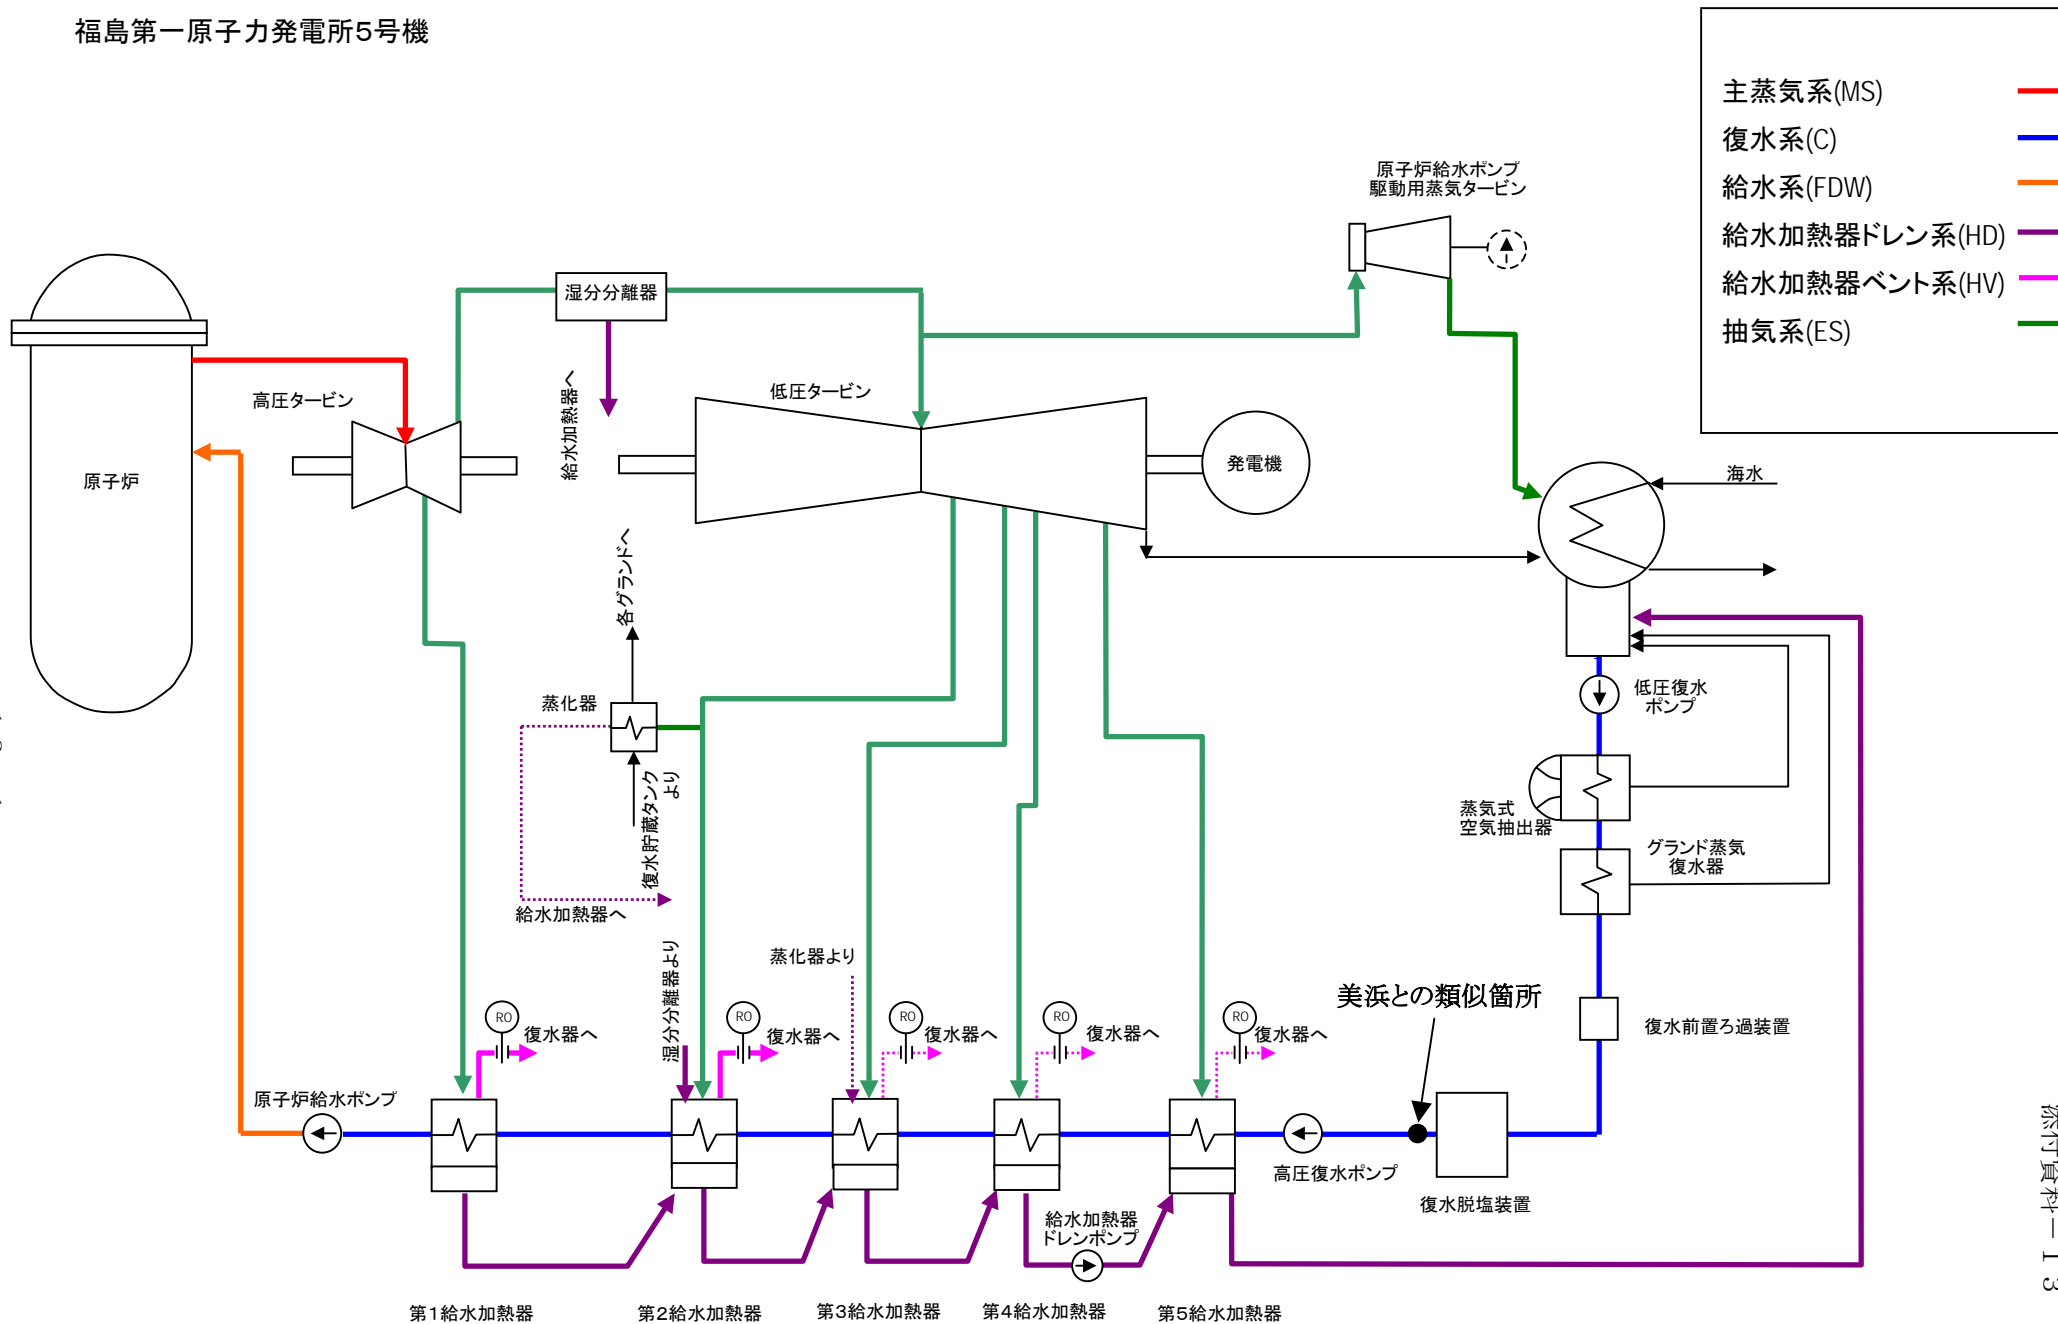 福島第一原子力発電所5号機
主蒸気系(MS)
復水系(C)
給水系(FDW)
給水加熱器ドレン系(HD)
給水加熱器ベント系(HV)
抽気系(ES)
原子炉給水ポンプ
駆動用蒸気タービン
湿分分離器
給水加熱器へ
高圧タービン
低圧タービン
発電機
原子炉
海水
各グランドへ
蒸化器
復水貯蔵タンク
より
給水加熱器へ
低圧復水
ポンプ
蒸気式
空気抽出器
グランド蒸気
復水器
湿分分離器より
蒸化器より
美浜との類似箇所
復水前置ろ過装置
RO
復水器へ
RO
復水器へ
RO
復水器へ
RO
復水器へ
RO
復水器へ
原子炉給水ポンプ
高圧復水ポンプ
復水脱塩装置
給水加熱器
ドレンポンプ
第1給水加熱器
第2給水加熱器
第3給水加熱器
第4給水加熱器
第5給水加熱器
添付資料－13